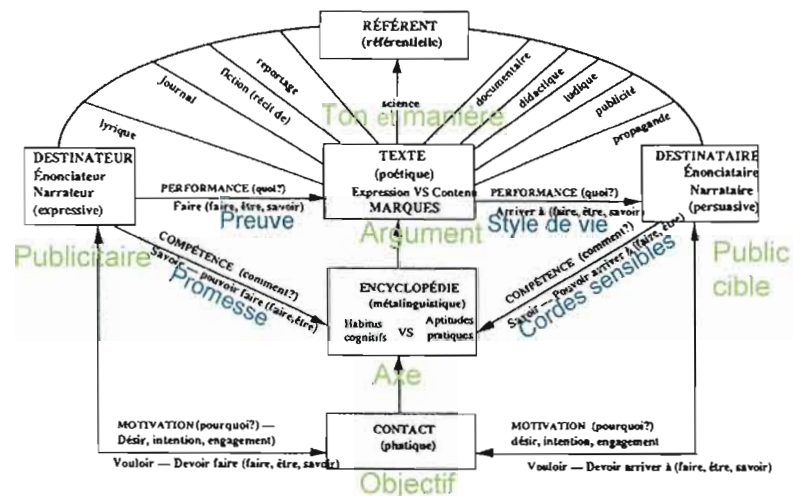 RÉFÉRENT
(référentielle)
lyrique
Journal
fiction (récit de)
reportage
science
documentaire
didactique
ludique
publicité
propagande
Ton et manière
DESTINATEUR
Énonciateur
Narrateur
(expressive)
PERFORMANCE (quoi?)
Faire (faire, être, savoir)
Preuve
TEXTE
(poétique)
Expression VS Contenu
MARQUES
PERFORMANCE (quoi?)
Arriver à (faire, être, savoir)
Style de vie
DESTINATAIRE
Énonciataire
Narrataire
(persuasive)
Publicitaire
Argument
Public
cible
COMPÉTENCE (comment?)
Savoir — pouvoir faire (faire, être)
Promesse
COMPÉTENCE (comment?)
Savoir — Pouvoir arriver à (faire, être)
Cordes sensibles
ENCYCLOPÉDIE
(métalinguistique)
Habitus
cognitifs
VS
Aptitudes
pratiques
Axe
MOTIVATION (pourquoi?) —
Désir, intention, engagement)
Vouloir — Devoir faire (faire, être, savoir)
CONTACT
(phatique)
Objectif
MOTIVATION (pourquoi?)
désir, intention, engagement
Vouloir — Devoir arriver à (faire, être, savoir)